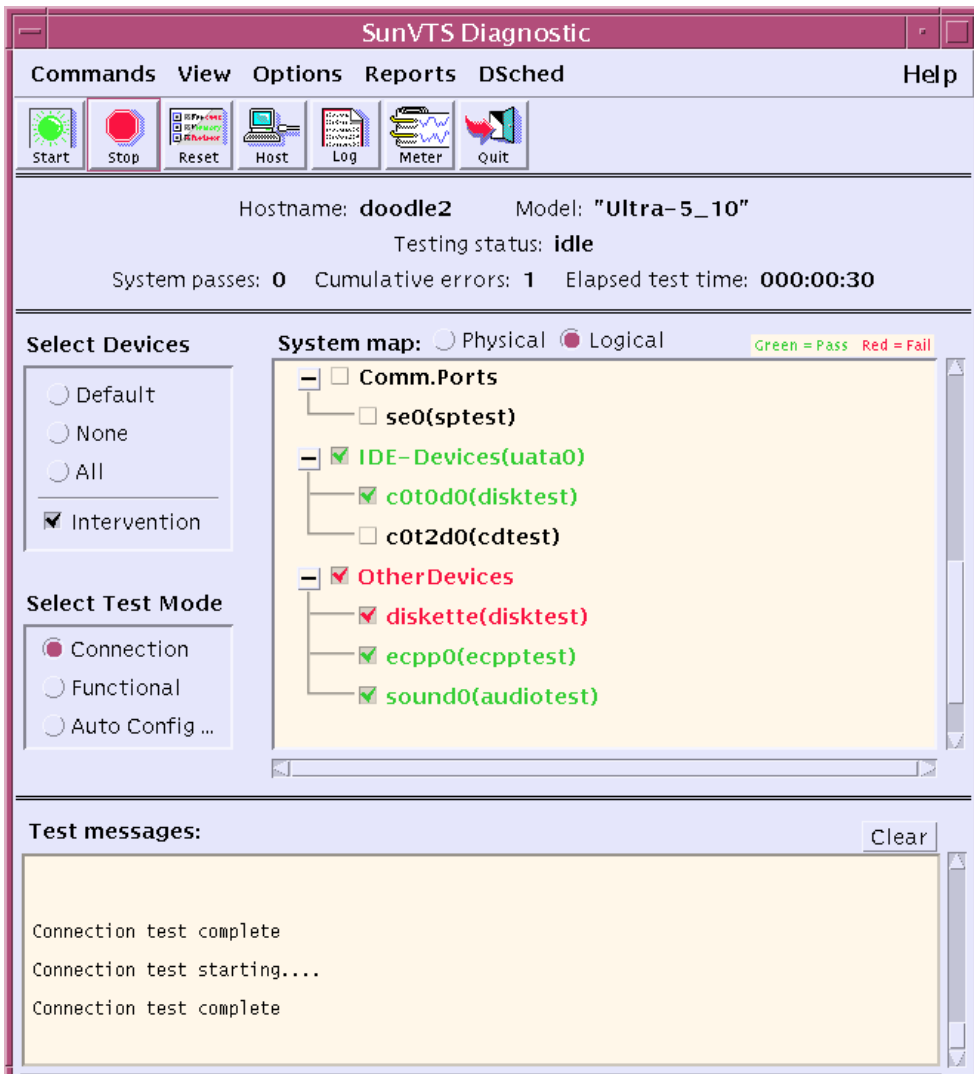 SunVTS Diagnostic
Commands View Options Reports DSched Help
Start Stop Reset Host Log Meter Quit
Hostname: doodle2 Model: "Ultra-5_10"
Testing status: idle
System passes: 0 Cumulative errors: 1 Elapsed test time: 000:00:30
Select Devices
Default
None
All
Intervention
Select Test Mode
Connection
Functional
Auto Config ...
System map: Physical Logical Green = Pass Red = Fail
Comm.Ports
se0(sptest)
IDE-Devices(uata0)
c0t0d0(disktest)
c0t2d0(cdtest)
OtherDevices
diskette(disktest)
ecpp0(ecpptest)
sound0(audiotest)
Test messages:
Clear
Connection test complete
Connection test starting....
Connection test complete